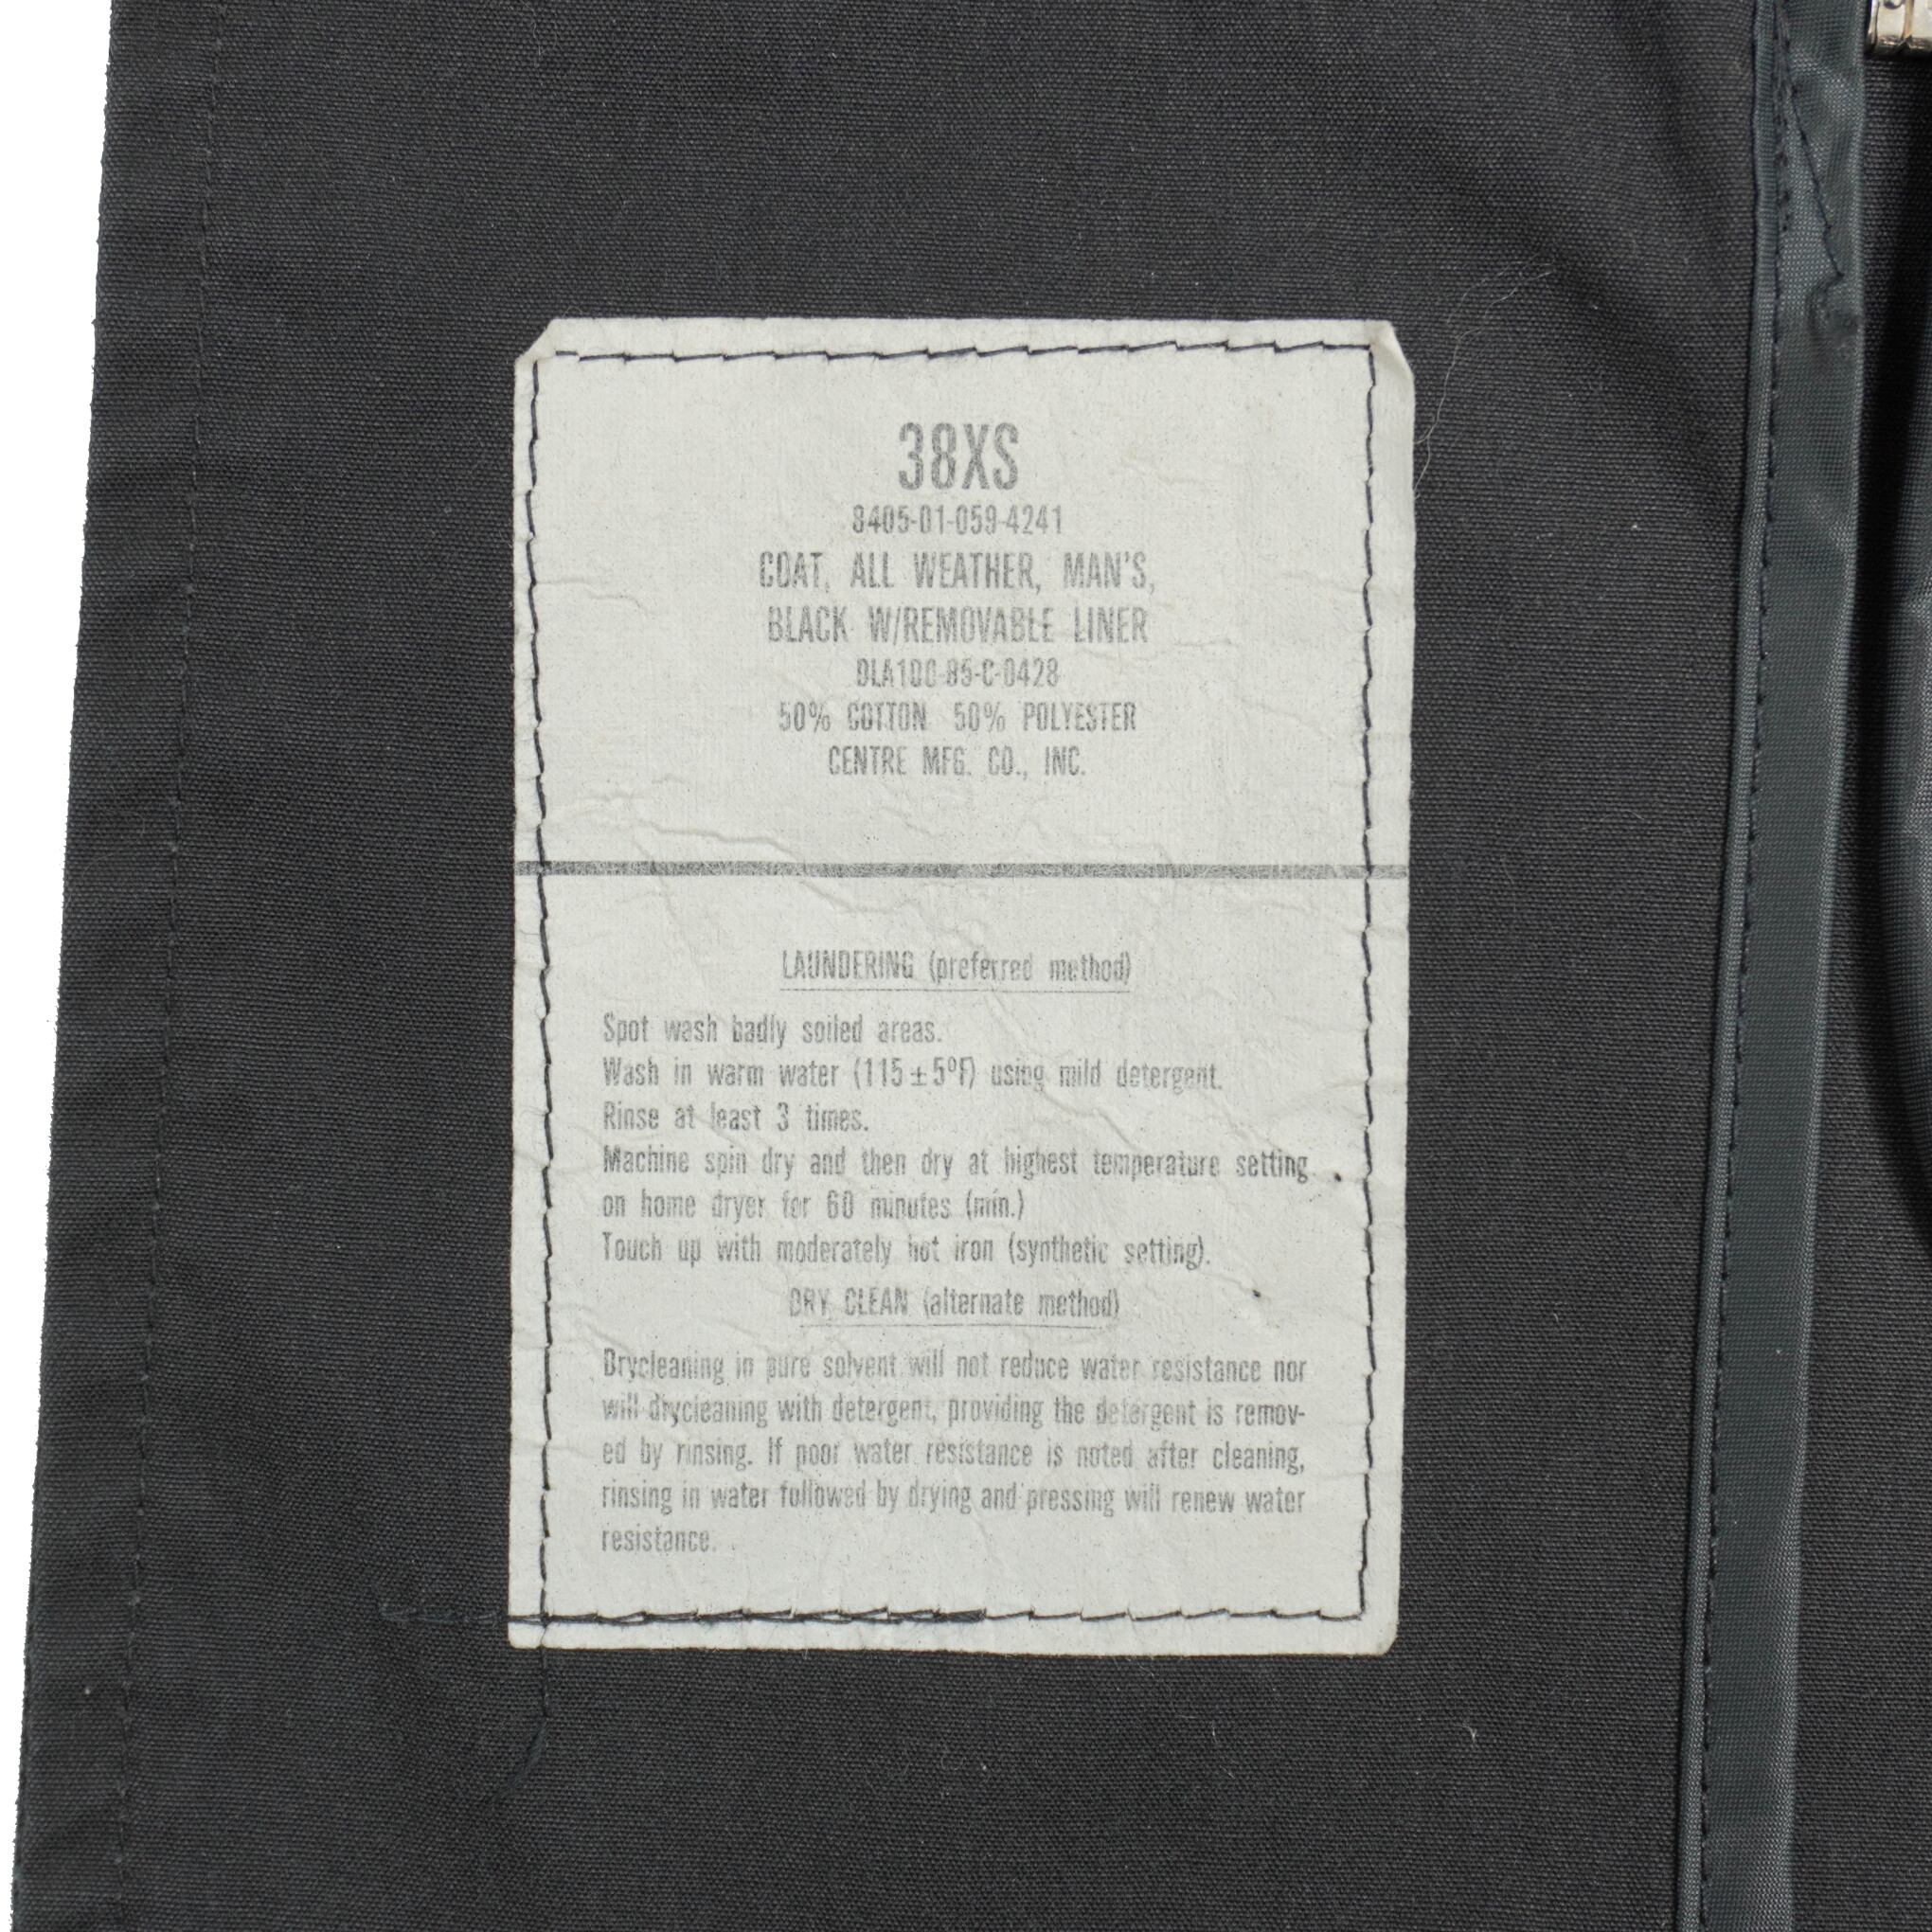 38XS
8405-01-059-4241
COAT, ALL WEATHER, MAN'S,
BLACK W/REMOVABLE LINER
DLA100-85-C-0428
50% COTTON 50% POLYESTER
CENTRE MFG. CO., INC.
LAUNDERING (preferred method)
Spot wash badly soiled areas.
Wash in warm water (115±5ºF) using mild detergent.
Rinse at least 3 times.
Machine spin dry and then dry at highest temperature setting
on home dryer for 60 minutes (min.)
Touch up with moderately hot iron (synthetic setting).
DRY CLEAN (alternate method)
Drycleaning in pure solvent will not reduce water resistance nor
will drycleaning with detergent, providing the detergent is remov-
ed by rinsing. If poor water resistance is noted after cleaning,
rinsing in water followed by drying and pressing will renew water
resistance.